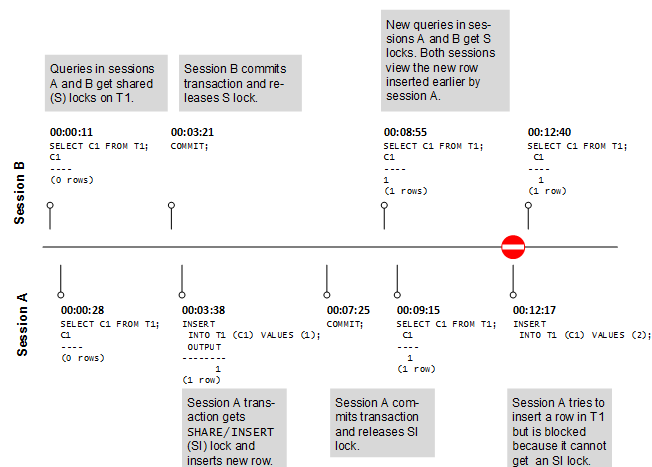 Queries in sessions
A and B get shared
(S) locks on T1.
Session B commits
transaction and re-
leases S lock.
New queries in ses-
sions A and B get S
locks. Both sessions
view the new row
inserted earlier by
session A.
Session B
00:00:11
SELECT C1 FROM T1;
C1
----
(0 rows)
00:03:21
COMMIT;
00:08:55
SELECT C1 FROM T1;
C1
----
1
(1 rows)
00:12:40
SELECT C1 FROM T1;
C1
----
1
(1 row)
Session A
00:00:28
SELECT C1 FROM T1;
C1
----
(0 rows)
00:03:38
INSERT
INTO T1 (C1) VALUES (1);
OUTPUT
--------
1
(1 row)
00:07:25
COMMIT;
00:09:15
SELECT C1 FROM T1;
C1
----
1
(1 rows)
00:12:17
INSERT
INTO T1 (C1) VALUES (2);
Session A trans-
action gets
SHARE/INSERT
(SI) lock and
inserts new row.
Session A com-
mits transaction
and releases SI
lock.
Session A tries to
insert a row in T1
but is blocked
because it cannot
get an SI lock.